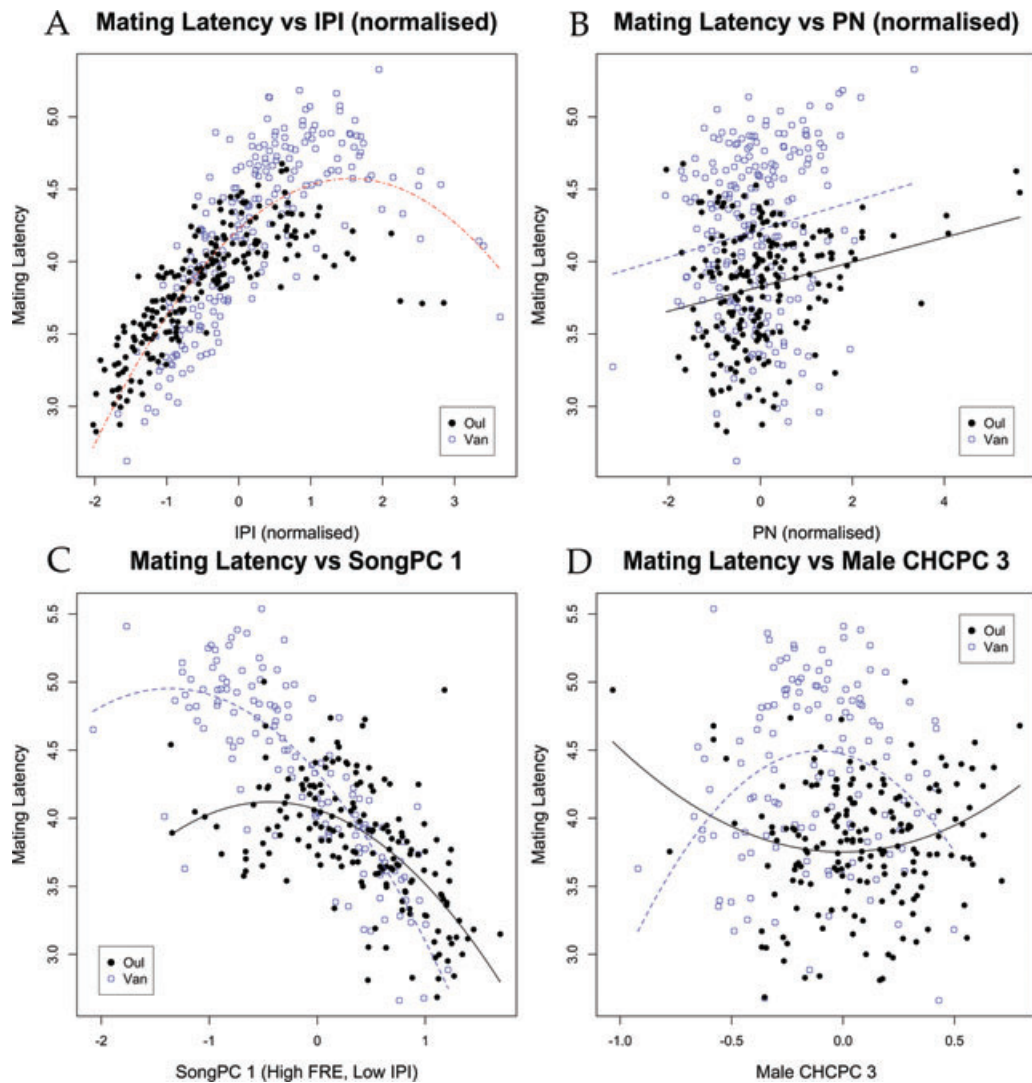 A Mating Latency vs IPI (normalised)
Mating Latency
5.0
4.5
4.0
3.5
3.0
-2 -1 0 1 2 3
IPI (normalised)
Oul
Van
B Mating Latency vs PN (normalised)
Mating Latency
5.0
4.5
4.0
3.5
3.0
-2 0 2 4
PN (normalised)
Oul
Van
C Mating Latency vs SongPC 1
Mating Latency
5.5
5.0
4.5
4.0
3.5
3.0
-2 -1 0 1
SongPC 1 (High FRE, Low IPI)
Oul
Van
D Mating Latency vs Male CHCPC 3
Mating Latency
5.5
5.0
4.5
4.0
3.5
3.0
-1.0 -0.5 0.0 0.5
Male CHCPC 3
Oul
Van